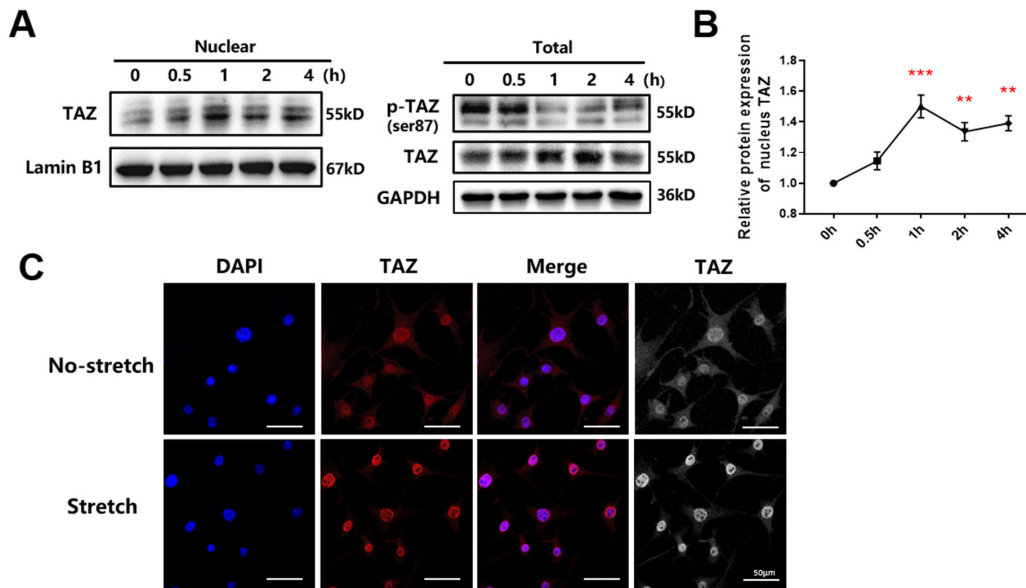 A
Nuclear
0 0.5 1 2 4 (h)
TAZ 55kD
Lamin B1 67kD
Total
0 0.5 1 2 4 (h)
p-TAZ
(ser87) 55kD
TAZ 55kD
GAPDH 36kD
B
Relative protein expression
of nucleus TAZ
1.8
1.6
1.4
1.2
1.0
0.8
***
**
**
0h 0.5h 1h 2h 4h
C
DAPI TAZ Merge TAZ
No-stretch
Stretch
50μm